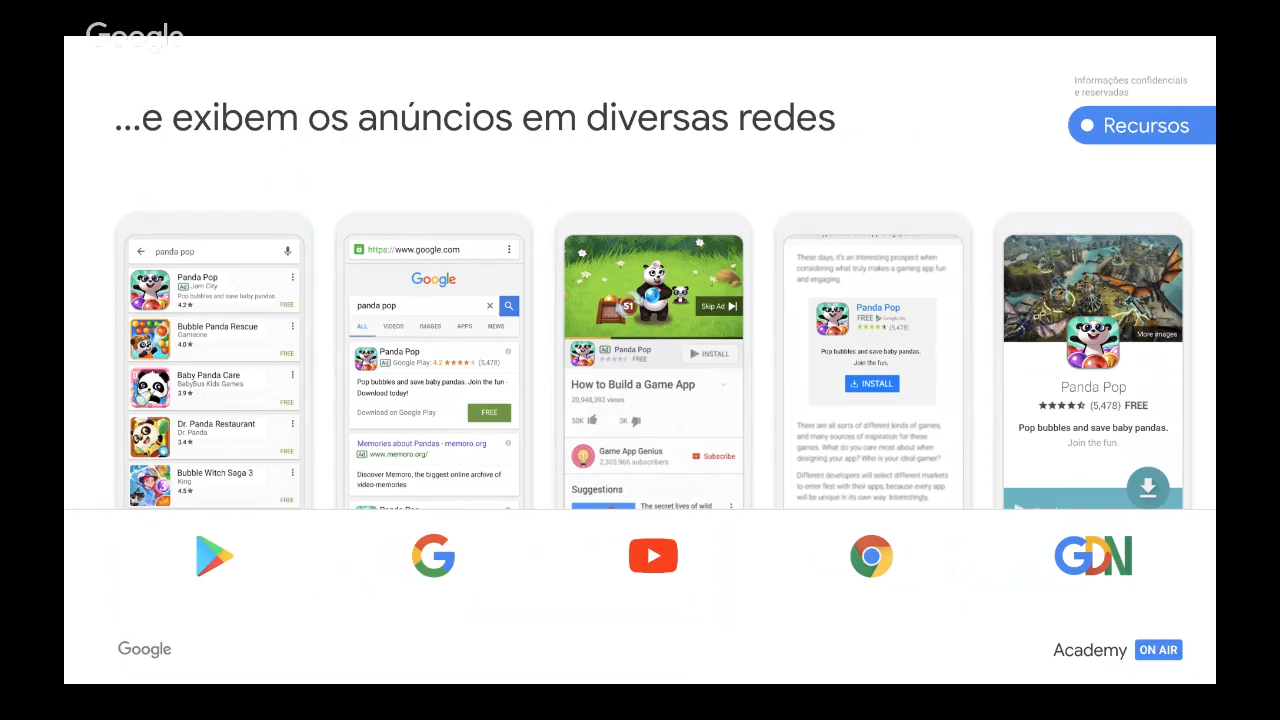 Google
Informações confidenciais
e reservadas
...e exibem os anúncios em diversas redes
Recursos
panda pop
Panda Pop
Ad Jam City
Pop bubbles and save baby pandas.
4.2★
FREE
Bubble Panda Rescue
Gameone
4.0★
FREE
Baby Panda Care
BabyBus Kids Games
3.9★
FREE
Dr. Panda Restaurant
Dr. Panda
3.4★
FREE
Bubble Witch Saga 3
King
4.5★
FREE
https://www.google.com
Google
panda pop
ALL VIDEOS IMAGES APPS NEWS
Panda Pop
Ad Google Play: 4.2 ★★★★★ (5,478)
Pop bubbles and save baby pandas. Join the fun -
Download today!
Download on Google Play FREE
Memories about Pandas - memoro.org
Ad www.memoro.org/
Discover Memoro, the biggest online archive of
video-memories
51
Skip Ad
Ad Panda Pop
FREE
INSTALL
How to Build a Game App
20,948,392 views
50K 3K
Game App Genius
2,303,966 subscribers
Subscribe
Suggestions
The secret lives of wild
These days, it's an interesting prospect when
considering what truly makes a gaming app fun
and engaging.
Panda Pop
FREE Google play
(5,478)
Pop bubbles and save baby pandas.
Join the fun.
INSTALL
There are all sorts of different kinds of games,
and many sources of inspiration for these
games. What do you care most about when
designing your app? Who is your ideal gamer?
Different developers will select different markets
to enter first with their apps, because every app
will be unique in its own way. Interestingly,
More images
Panda Pop
(5,478) FREE
Pop bubbles and save baby pandas.
Join the fun.
GDN
Google
Academy ON AIR